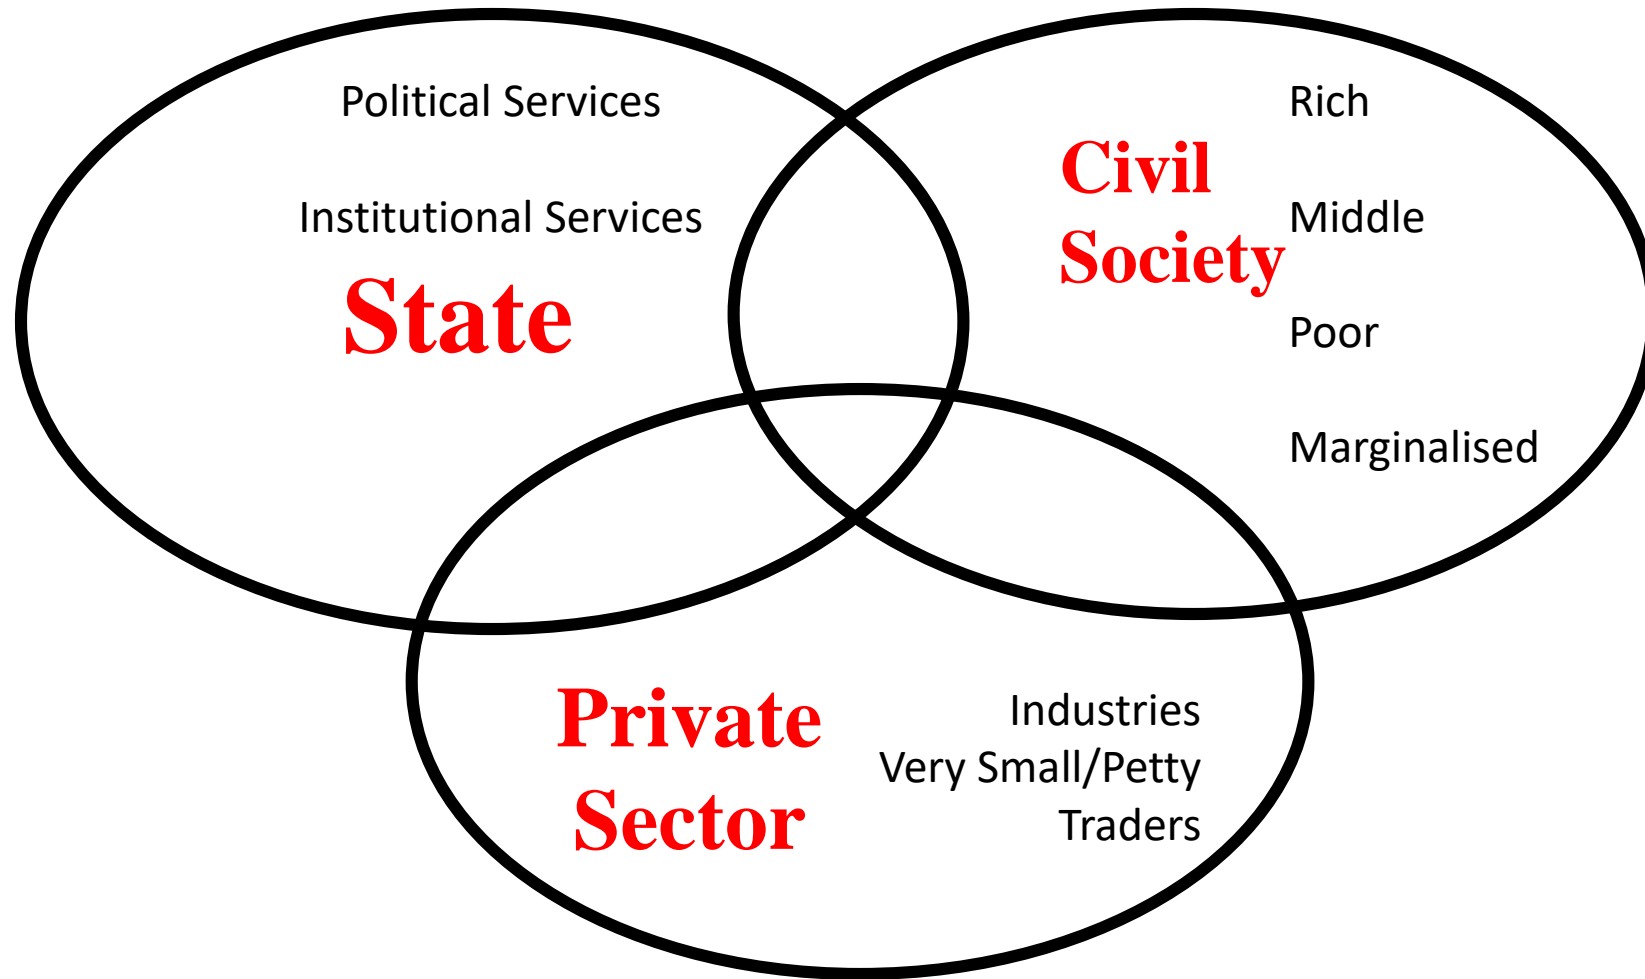 Political Services
Institutional Services
State
Civil
Society
Rich
Middle
Poor
Marginalised
Private
Sector
Industries
Very Small/Petty
Traders